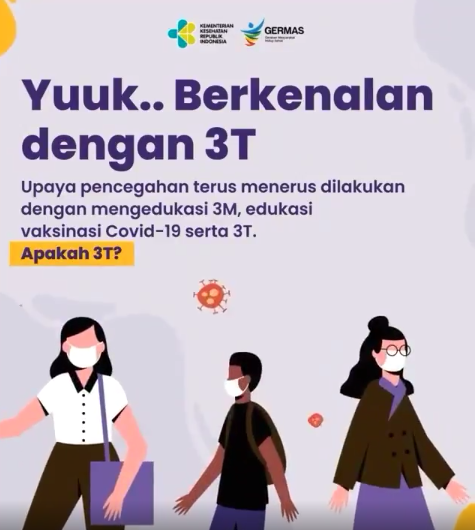 KEMENTERIAN
KESEHATAN
REPUBLIK
INDONESIA
GERMAS
Yuuk.. Berkenalan
dengan 3T
Upaya pencegahan terus menerus dilakukan
dengan mengedukasi 3M, edukasi
vaksinasi Covid-19 serta 3T.
Apakah 3T?